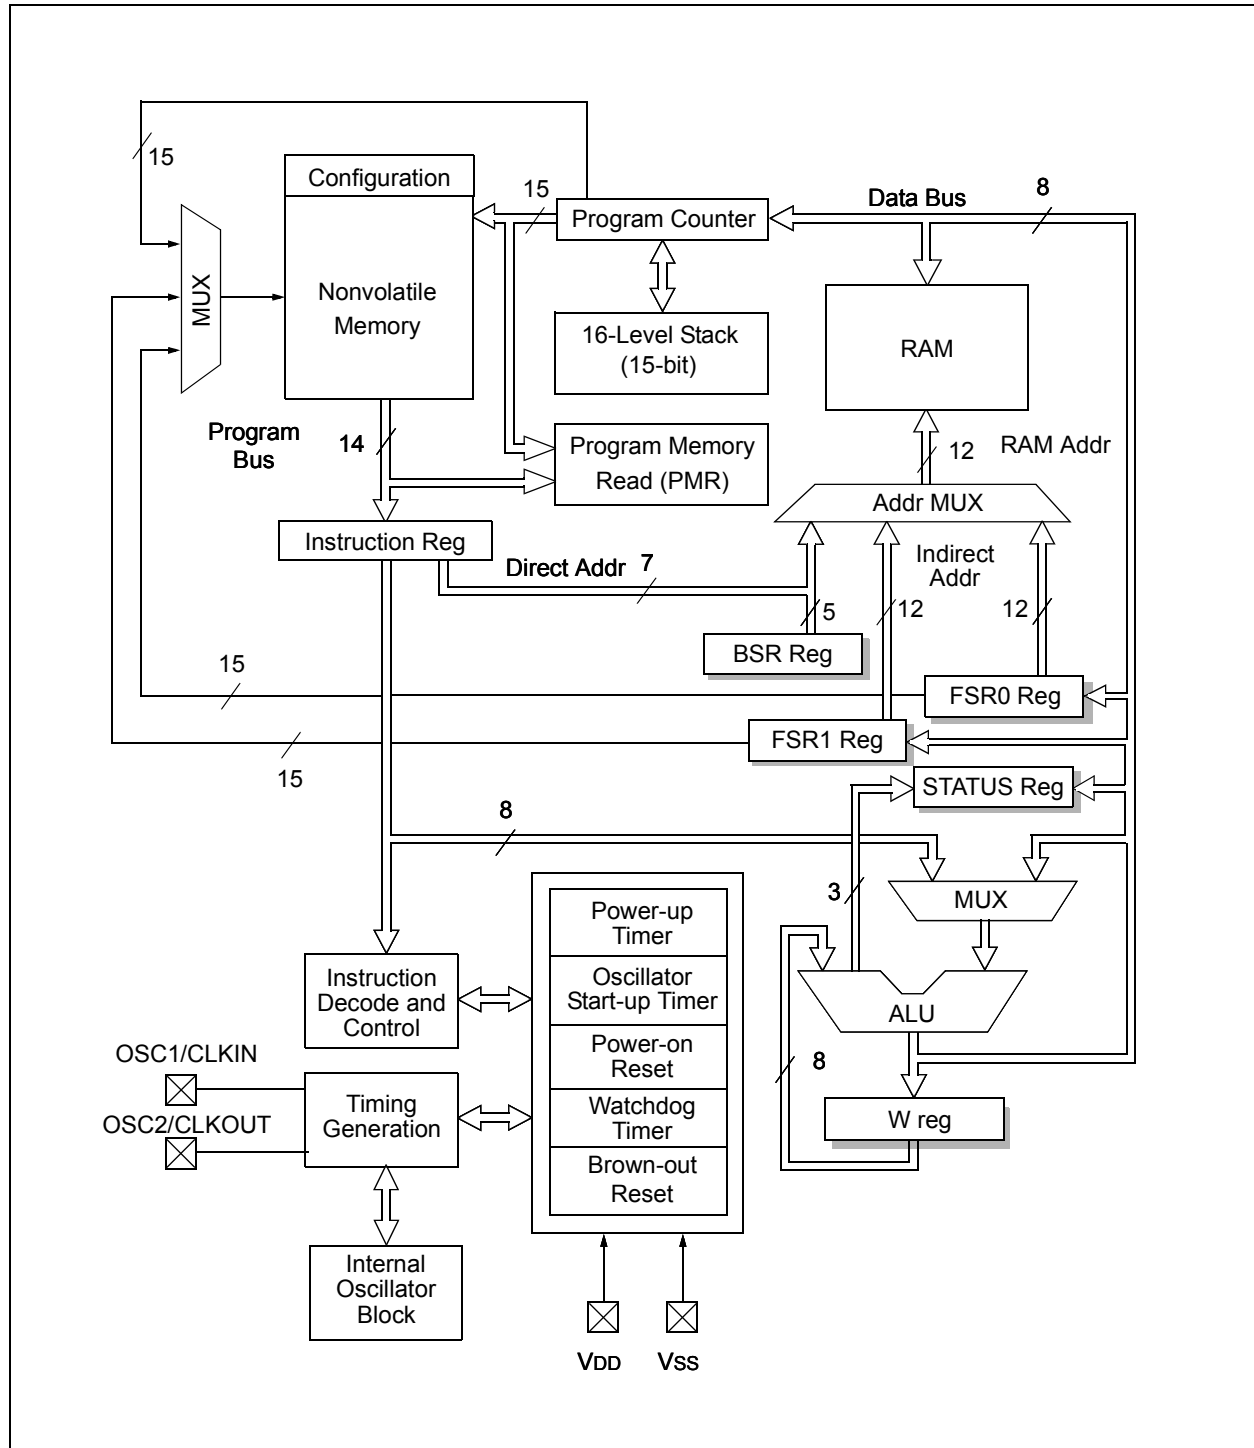 15
Configuration
15
Program Counter
Data Bus
8
MUX
Nonvolatile
Memory
16-Level Stack
(15-bit)
RAM
Program
Bus
14
Program Memory
Read (PMR)
12
RAM Addr
Addr MUX
Instruction Reg
Direct Addr
7
Indirect
Addr
5
12
12
BSR Reg
15
FSR0 Reg
FSR1 Reg
15
STATUS Reg
8
3
MUX
Power-up
Timer
Instruction
Decode and
Control
Oscillator
Start-up Timer
ALU
OSC1/CLKIN
Power-on
Reset
8
OSC2/CLKOUT
Timing
Generation
Watchdog
Timer
W reg
Brown-out
Reset
Internal
Oscillator
Block
VDD
VSS